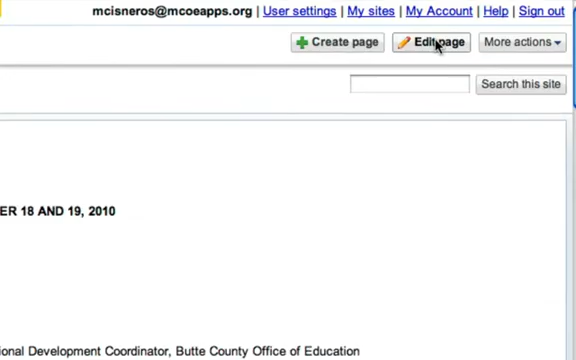 mcisneros@mcoeapps.org | User settings | My sites | My Account | Help | Sign out
Create page Edit page More actions
Search this site
ER 18 AND 19, 2010
ional Development Coordinator, Butte County Office of Education